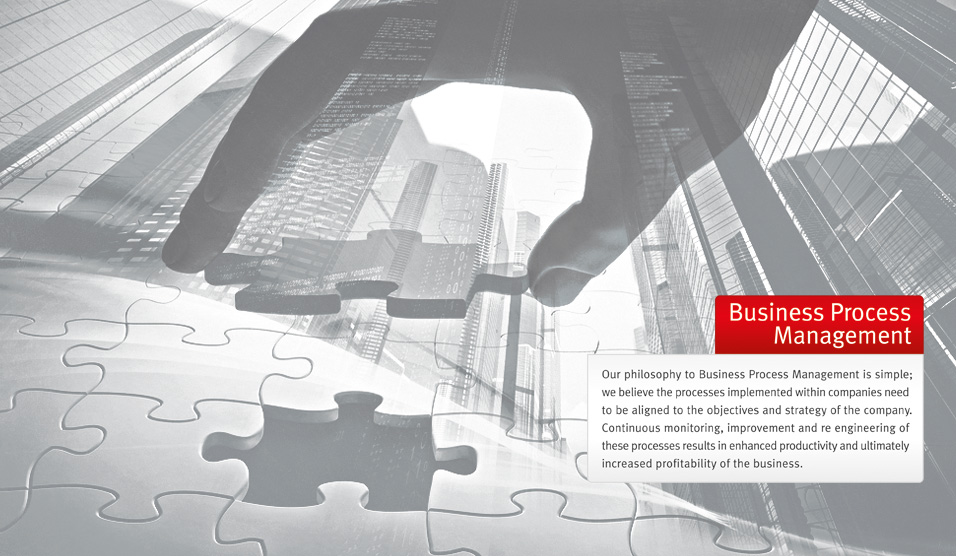 Business Process
Management
Our philosophy to Business Process Management is simple;
we believe the processes implemented within companies need
to be aligned to the objectives and strategy of the company.
Continuous monitoring, improvement and re engineering of
these processes results in enhanced productivity and ultimately
increased profitability of the business.